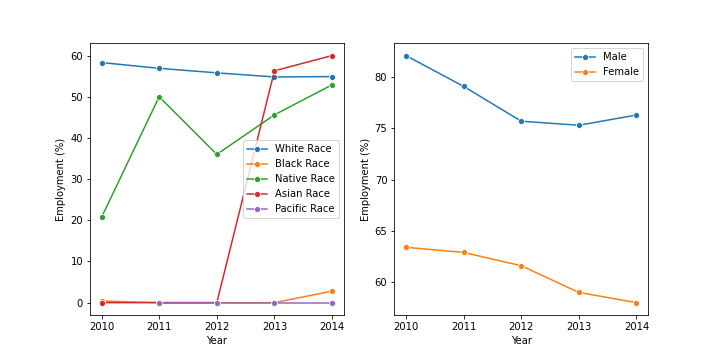 60
50
40
30
20
10
0
Employment (%)
2010 2011 2012 2013 2014
Year
White Race
Black Race
Native Race
Asian Race
Pacific Race
80
75
70
65
60
Employment (%)
2010 2011 2012 2013 2014
Year
Male
Female